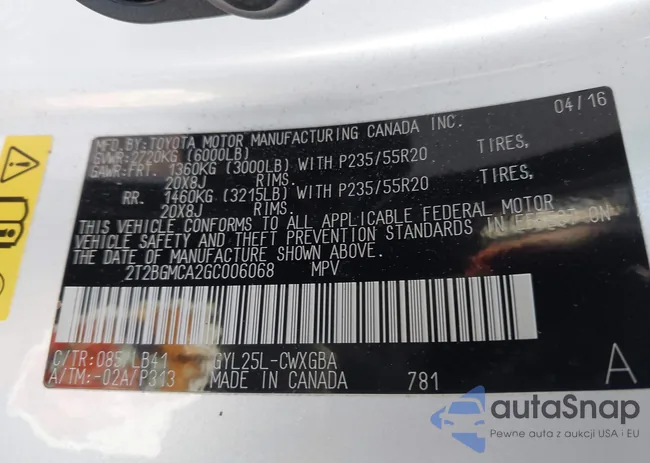 04/16
MFD.BY:TOYOTA MOTOR MANUFACTURING CANADA INC.
GVWR:2720KG (6000LB)
GAWR:FRT. 1360KG (3000LB) WITH P235/55R20 TIRES,
20X8J RIMS.
RR. 1460KG (3215LB) WITH P235/55R20 TIRES,
20X8J RIMS.
THIS VEHICLE CONFORMS TO ALL APPLICABLE FEDERAL MOTOR
VEHICLE SAFETY AND THEFT PREVENTION STANDARDS IN EFFECT ON
THE DATE OF MANUFACTURE SHOWN ABOVE.
2T2BGMCA2GC006068 MPV
C/TR:085/LB41 GYL25L-CWXGBA
A/TM:-02A/P313 MADE IN CANADA 781 A
autaSnap
Pewne auta z aukcji USA i EU